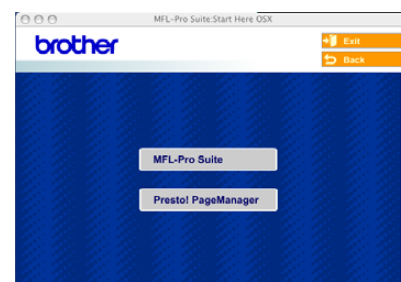 MFL-Pro Suite:Start Here OSX
brother
Exit
Back
MFL-Pro Suite
Presto! PageManager